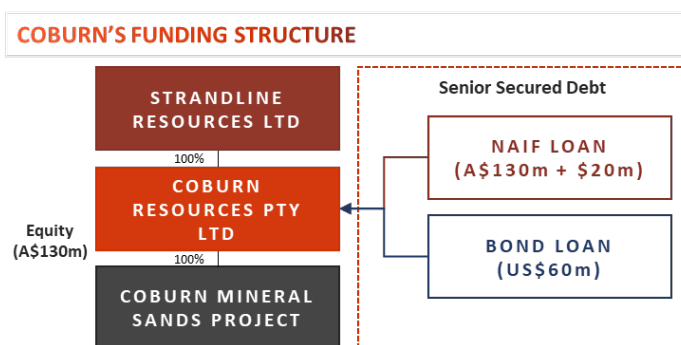 COBURN'S FUNDING STRUCTURE
STRANDLINE
RESOURCES LTD
100%
COBURN
RESOURCES PTY
LTD
Equity
(A$130m)
100%
COBURN MINERAL
SANDS PROJECT
Senior Secured Debt
NAIF LOAN
(A$130m + $20m)
BOND LOAN
(US$60m)